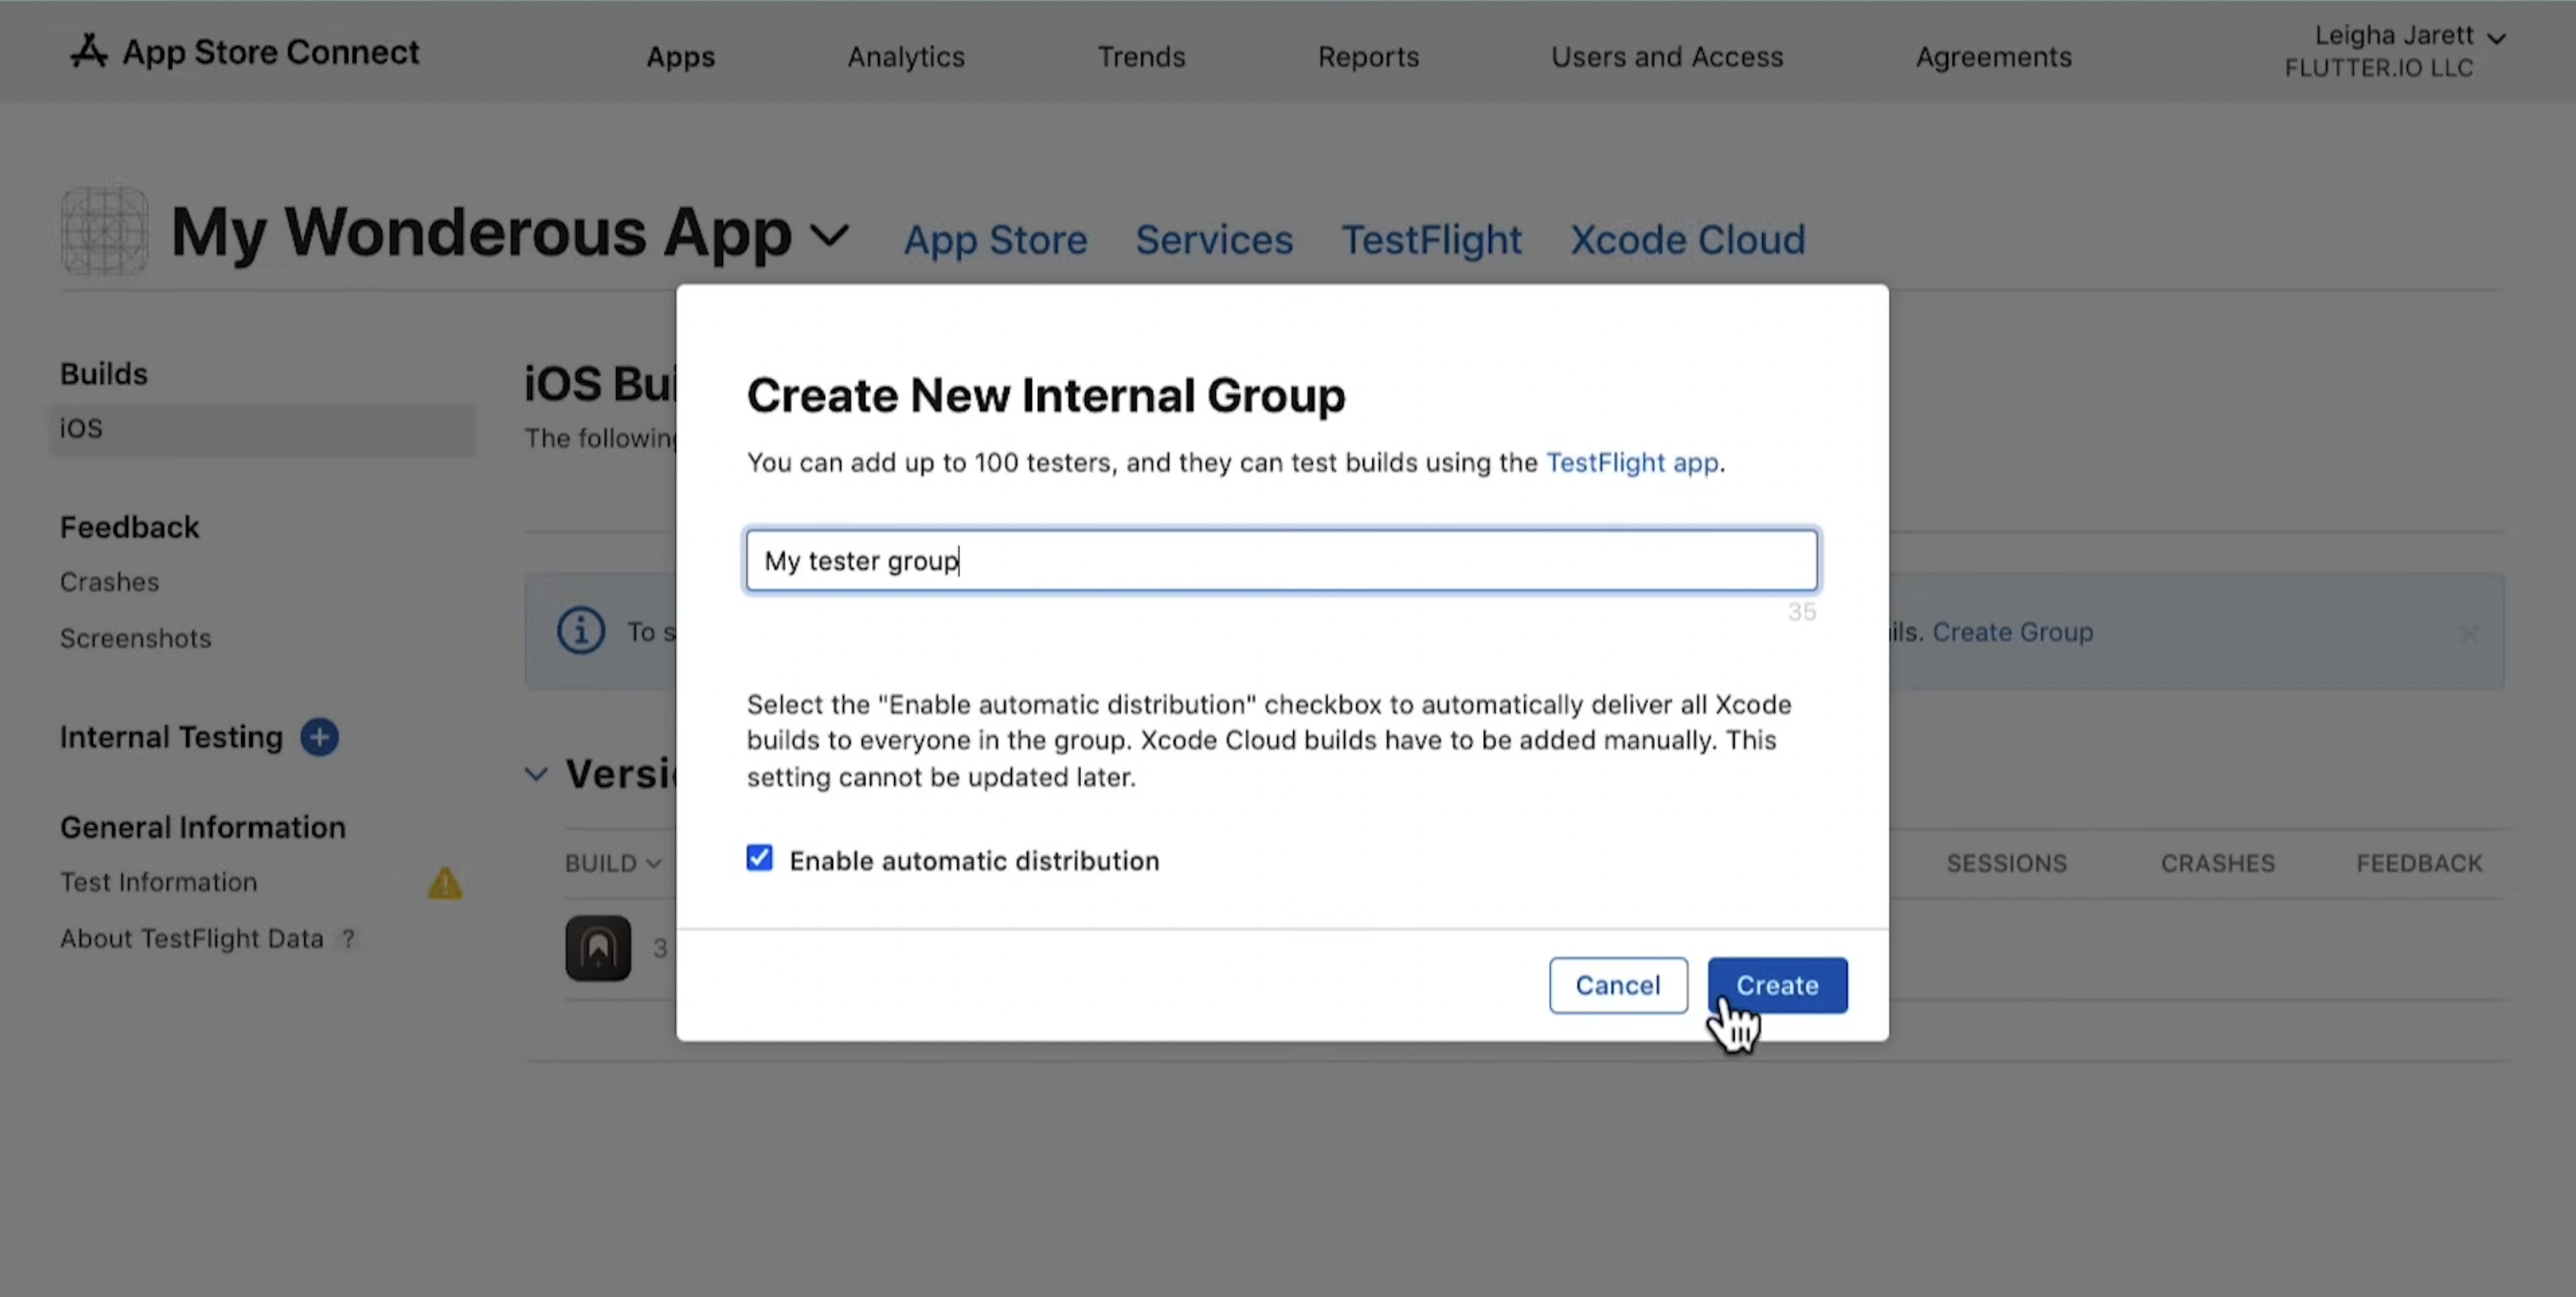 App Store Connect
Apps
Analytics
Trends
Reports
Users and Access
Agreements
Leigha Jarett
FLUTTER.IO LLC
My Wonderous App
App Store
Services
TestFlight
Xcode Cloud
Builds
iOS
Feedback
Crashes
Screenshots
Internal Testing
General Information
Test Information
About TestFlight Data ?
iOS Bui
The following
To s
ils. Create Group
Versi
BUILD
SESSIONS
CRASHES
FEEDBACK
3
Create New Internal Group
You can add up to 100 testers, and they can test builds using the TestFlight app.
My tester group
35
Select the "Enable automatic distribution" checkbox to automatically deliver all Xcode
builds to everyone in the group. Xcode Cloud builds have to be added manually. This
setting cannot be updated later.
Enable automatic distribution
Cancel
Create